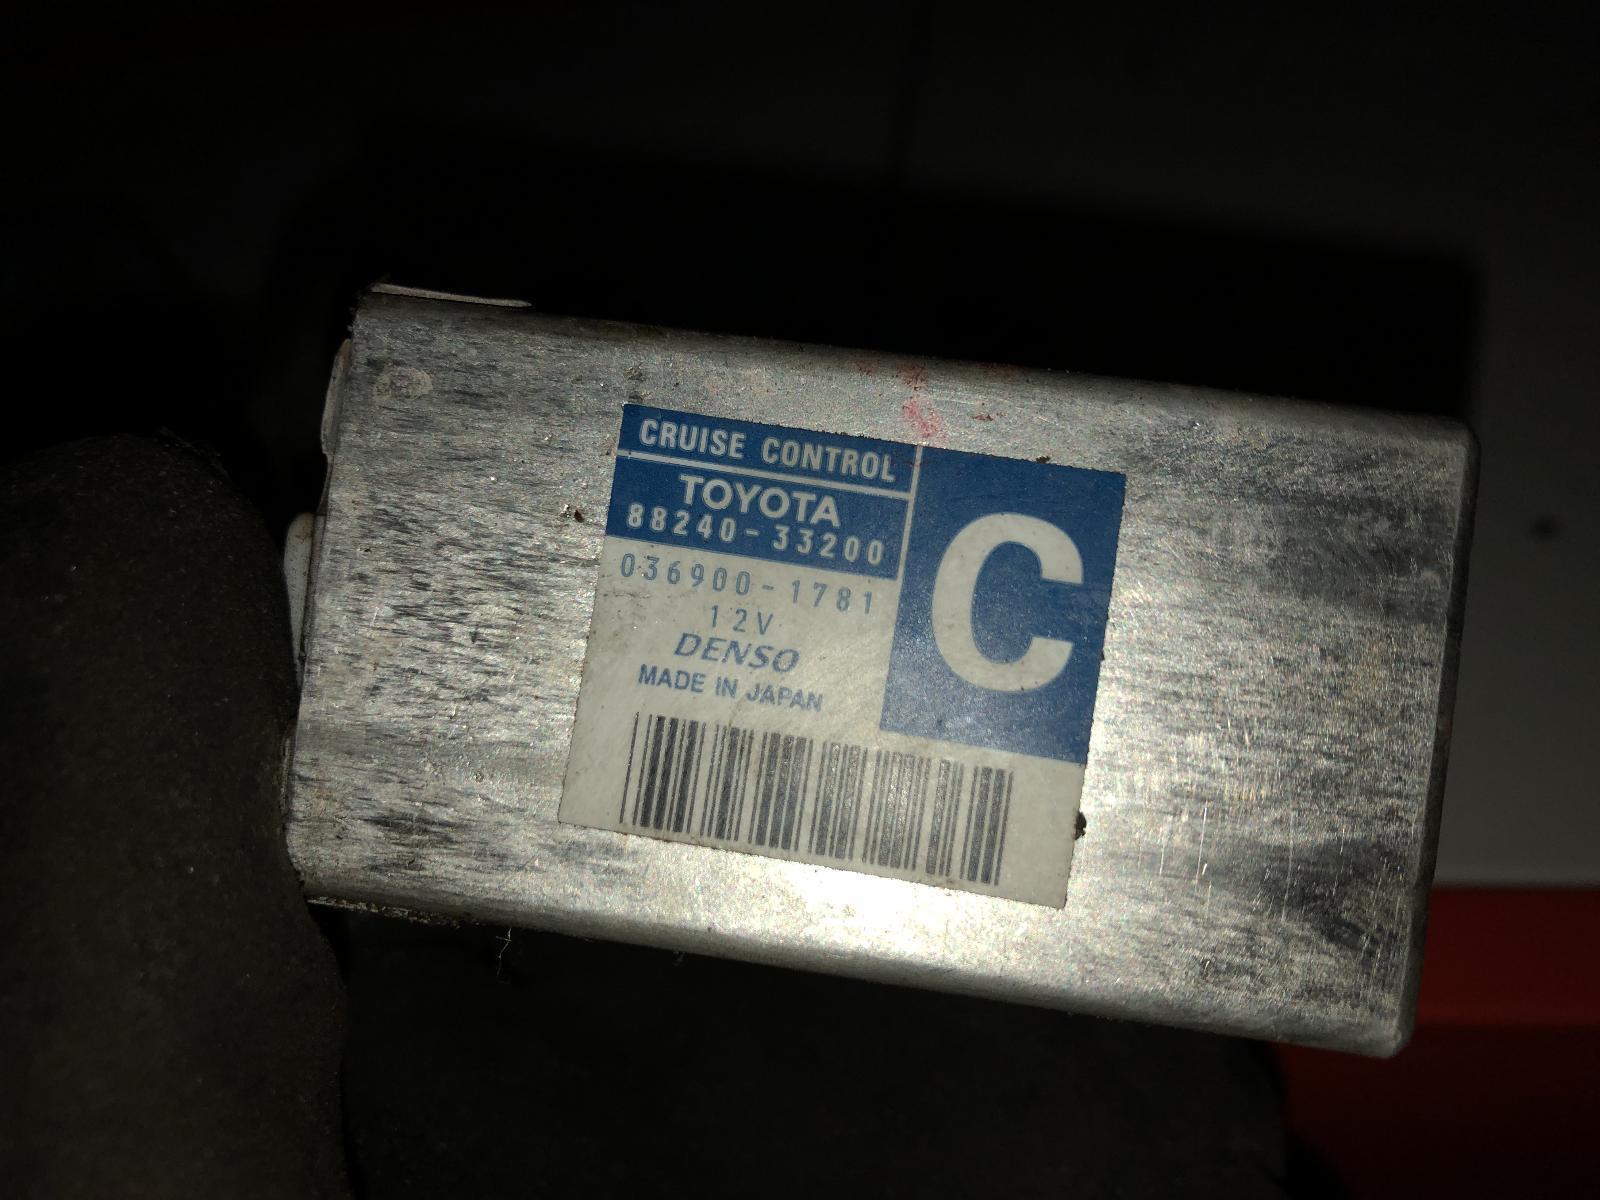 CRUISE CONTROL
TOYOTA
88240-33200
C
036900-1781
12V
DENSO
MADE IN JAPAN